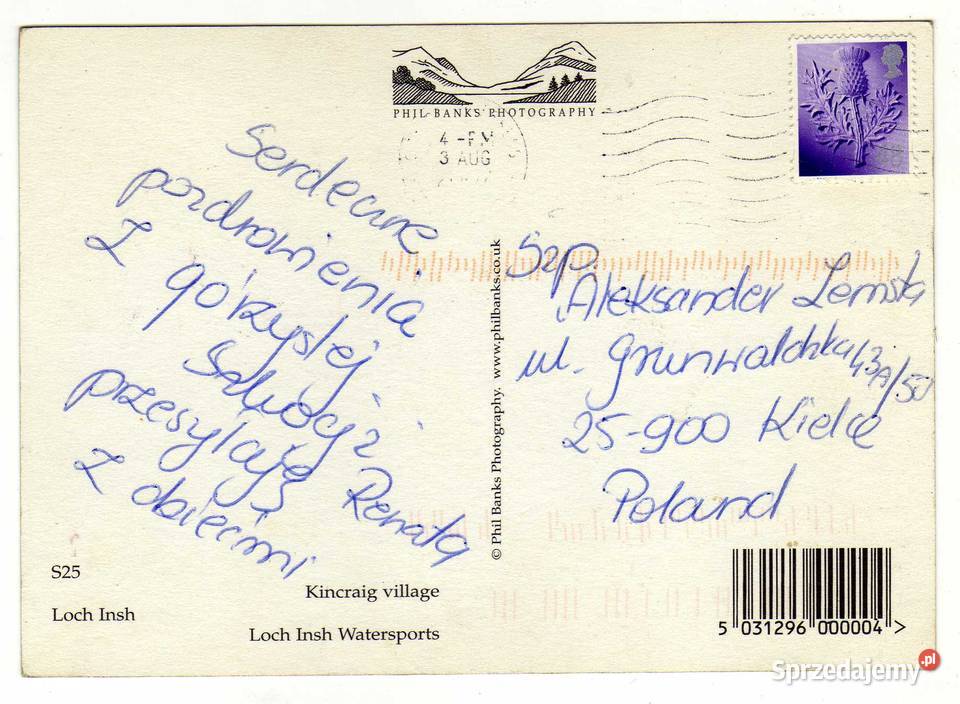 PHIL BANKS PHOTOGRAPHY
4 - PM
3 AUG
Serdeczne
pozdrowienia
z górzystej
Szkocji
przesyłają
z dziećmi
Renata
Szp.
Aleksander Zemsta
ul. Grunwaldzka 43A/50
25-900 Kielce
Poland
© Phil Banks Photography. www.philbanks.co.uk
S25
Kincraig village
Loch Insh
Loch Insh Watersports
5 031296 000004 >
Sprzedajemy.pl